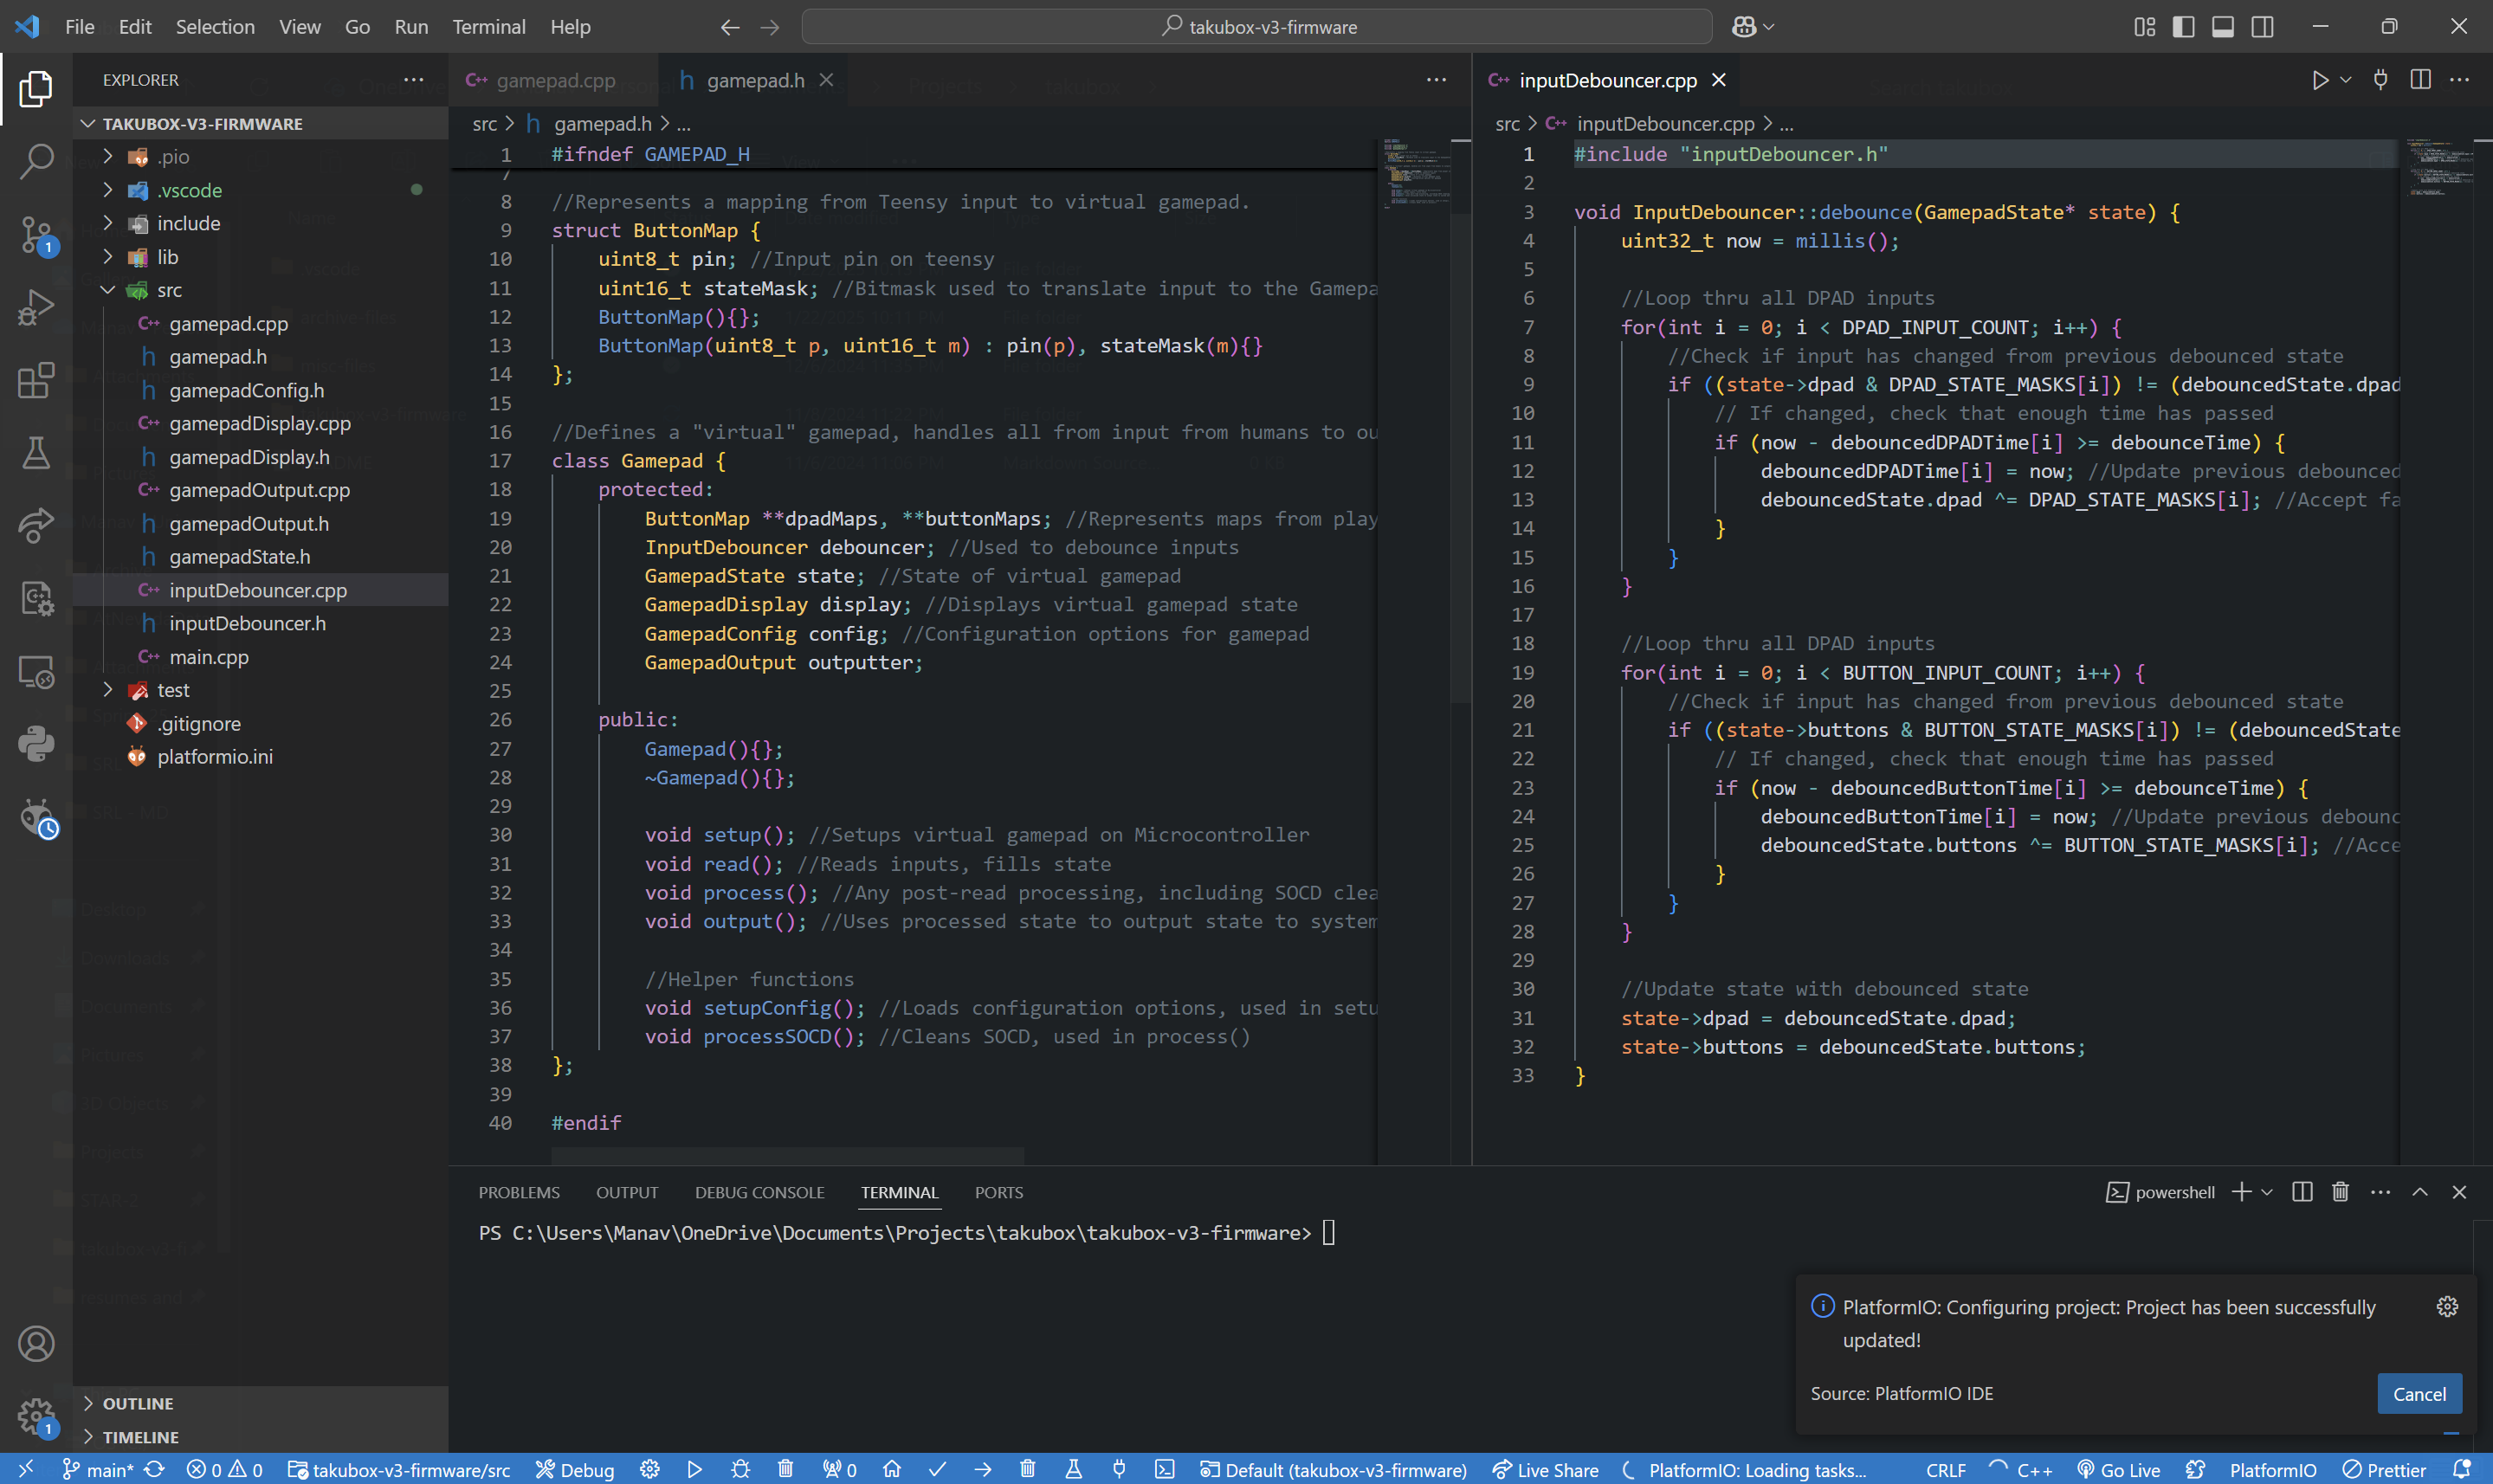 File Edit Selection View Go Run Terminal Help
takubox-v3-firmware
EXPLORER
TAKUBOX-V3-FIRMWARE
.pio
.vscode
include
lib
src
gamepad.cpp
gamepad.h
gamepadConfig.h
gamepadDisplay.cpp
gamepadDisplay.h
gamepadOutput.cpp
gamepadOutput.h
gamepadState.h
inputDebouncer.cpp
inputDebouncer.h
main.cpp
test
.gitignore
platformio.ini
OUTLINE
TIMELINE
gamepad.cpp gamepad.h
src > gamepad.h > ...
1 #ifndef GAMEPAD_H
7
8 //Represents a mapping from Teensy input to virtual gamepad.
9 struct ButtonMap {
10 uint8_t pin; //Input pin on teensy
11 uint16_t stateMask; //Bitmask used to translate input to the Gamepa
12 ButtonMap(){};
13 ButtonMap(uint8_t p, uint16_t m) : pin(p), stateMask(m){}
14 };
15
16 //Defines a "virtual" gamepad, handles all from input from humans to ou
17 class Gamepad {
18 protected:
19 ButtonMap **dpadMaps, **buttonMaps; //Represents maps from play
20 InputDebouncer debouncer; //Used to debounce inputs
21 GamepadState state; //State of virtual gamepad
22 GamepadDisplay display; //Displays virtual gamepad state
23 GamepadConfig config; //Configuration options for gamepad
24 GamepadOutput outputter;
25
26 public:
27 Gamepad(){};
28 ~Gamepad(){};
29
30 void setup(); //Setups virtual gamepad on Microcontroller
31 void read(); //Reads inputs, fills state
32 void process(); //Any post-read processing, including SOCD clea
33 void output(); //Uses processed state to output state to system
34
35 //Helper functions
36 void setupConfig(); //Loads configuration options, used in setu
37 void processSOCD(); //Cleans SOCD, used in process()
38 };
39
40 #endif
inputDebouncer.cpp
src > inputDebouncer.cpp > ...
1 #include "inputDebouncer.h"
2
3 void InputDebouncer::debounce(GamepadState* state) {
4 uint32_t now = millis();
5
6 //Loop thru all DPAD inputs
7 for(int i = 0; i < DPAD_INPUT_COUNT; i++) {
8 //Check if input has changed from previous debounced state
9 if ((state->dpad & DPAD_STATE_MASKS[i]) != (debouncedState.dpad
10 // If changed, check that enough time has passed
11 if (now - debouncedDPADTime[i] >= debounceTime) {
12 debouncedDPADTime[i] = now; //Update previous debounced
13 debouncedState.dpad ^= DPAD_STATE_MASKS[i]; //Accept fa
14 }
15 }
16 }
17
18 //Loop thru all DPAD inputs
19 for(int i = 0; i < BUTTON_INPUT_COUNT; i++) {
20 //Check if input has changed from previous debounced state
21 if ((state->buttons & BUTTON_STATE_MASKS[i]) != (debouncedState
22 // If changed, check that enough time has passed
23 if (now - debouncedButtonTime[i] >= debounceTime) {
24 debouncedButtonTime[i] = now; //Update previous debounc
25 debouncedState.buttons ^= BUTTON_STATE_MASKS[i]; //Acce
26 }
27 }
28 }
29
30 //Update state with debounced state
31 state->dpad = debouncedState.dpad;
32 state->buttons = debouncedState.buttons;
33 }
PROBLEMS OUTPUT DEBUG CONSOLE TERMINAL PORTS
powershell
PS C:\Users\Manav\OneDrive\Documents\Projects\takubox\takubox-v3-firmware>
PlatformIO: Configuring project: Project has been successfully
updated!
Source: PlatformIO IDE
Cancel
1
1
main* 0 0 takubox-v3-firmware/src Debug 0 Default (takubox-v3-firmware) Live Share PlatformIO: Loading tasks... CRLF C++ Go Live PlatformIO Prettier